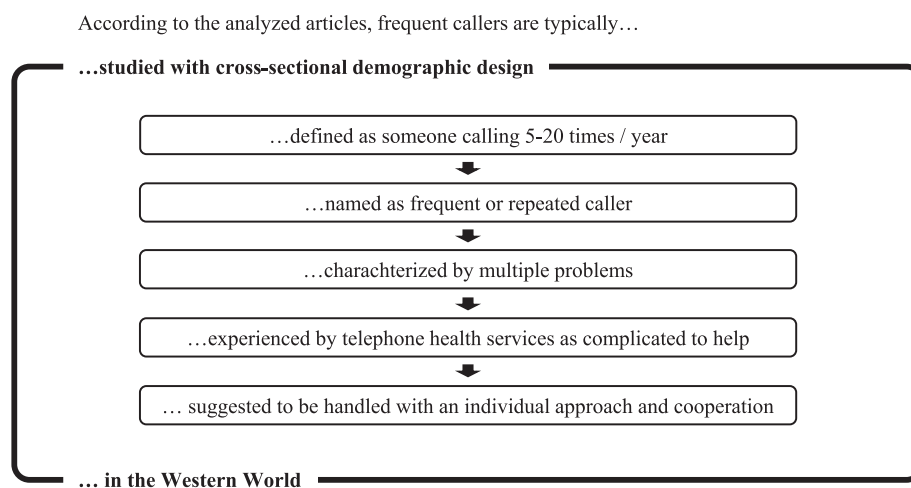 According to the analyzed articles, frequent callers are typically…
…studied with cross-sectional demographic design
…defined as someone calling 5-20 times / year
…named as frequent or repeated caller
…charachterized by multiple problems
…experienced by telephone health services as complicated to help
… suggested to be handled with an individual approach and cooperation
… in the Western World